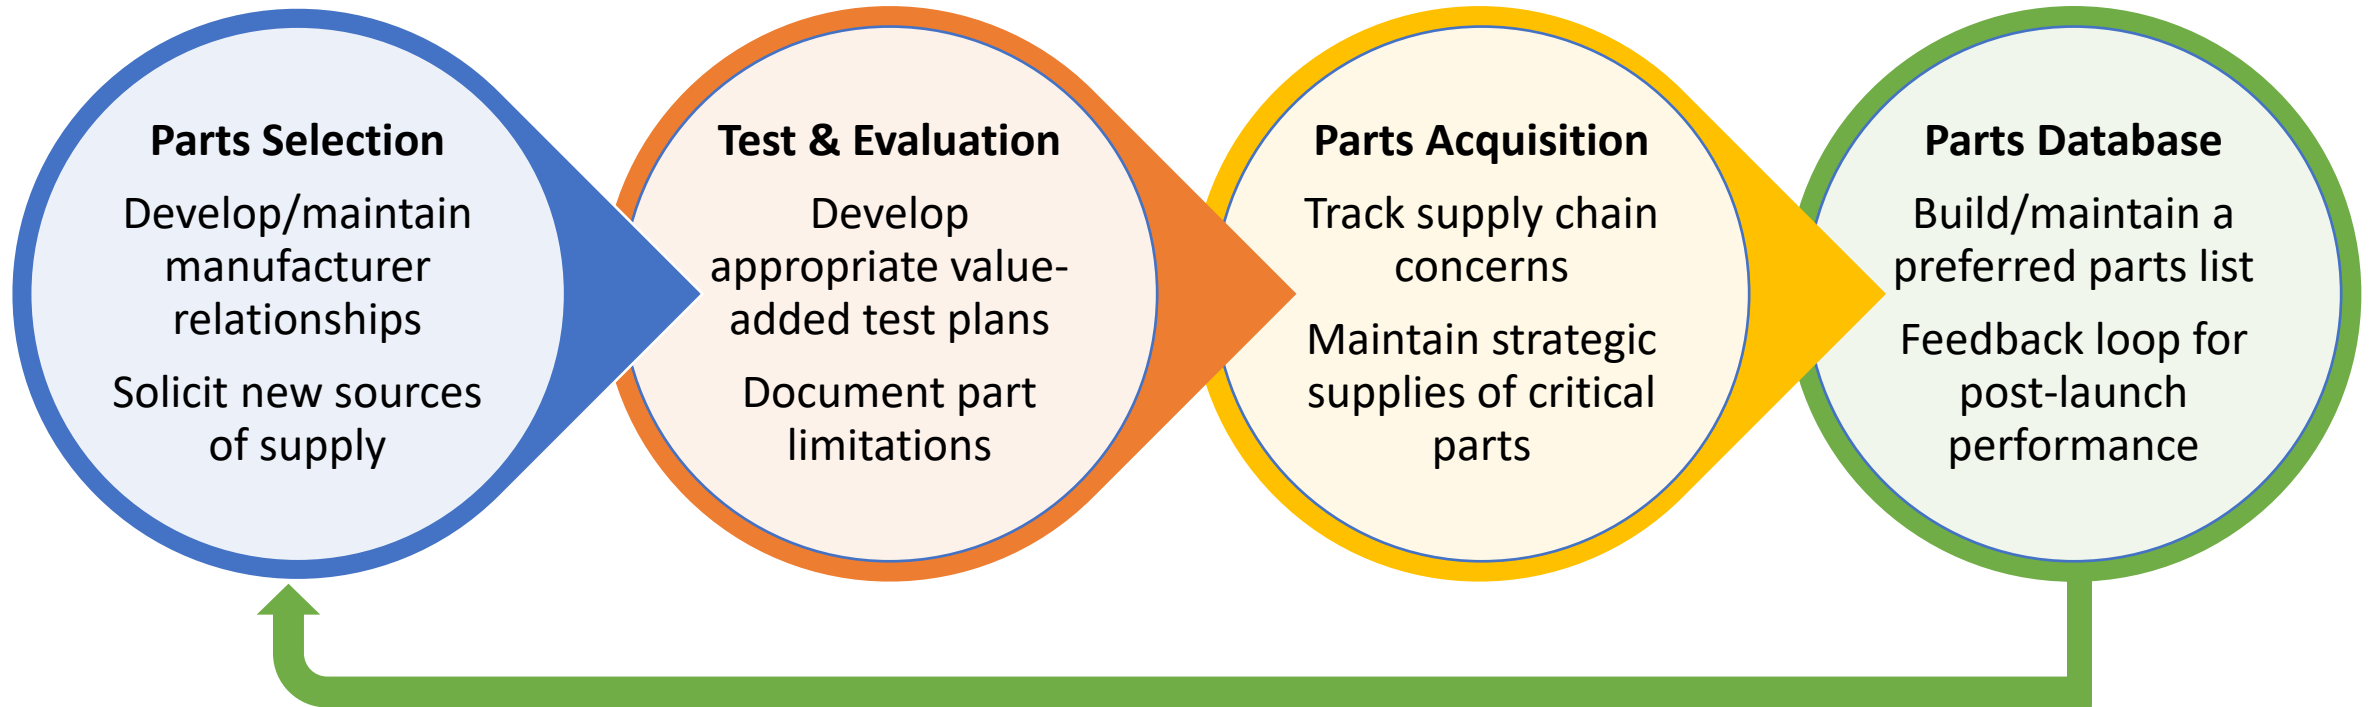 Parts Selection
Develop/maintain
manufacturer
relationships
Solicit new sources
of supply
Test & Evaluation
Develop
appropriate value-
added test plans
Document part
limitations
Parts Acquisition
Track supply chain
concerns
Maintain strategic
supplies of critical
parts
Parts Database
Build/maintain a
preferred parts list
Feedback loop for
post-launch
performance